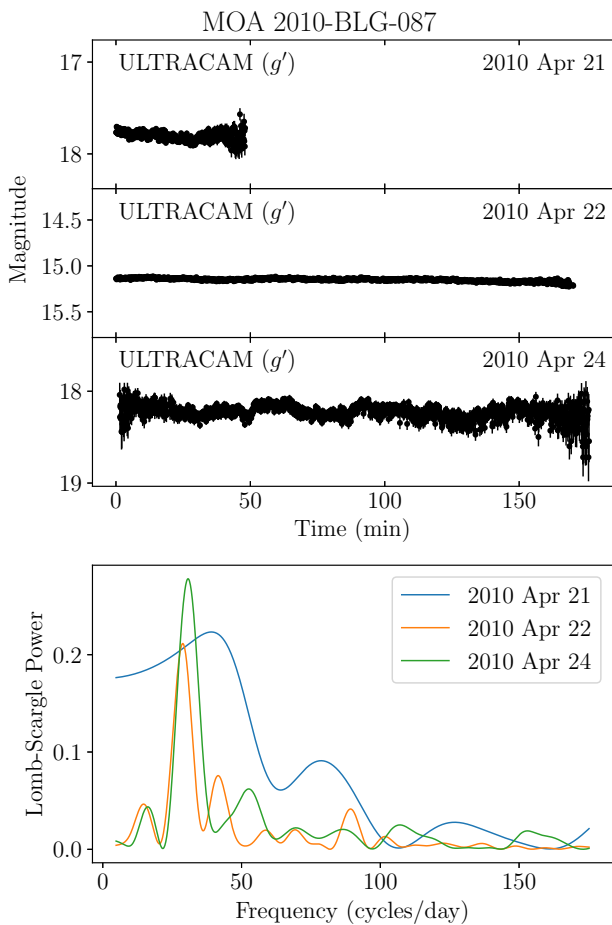 MOA 2010-BLG-087
ULTRACAM (g′) 2010 Apr 21
17
18
ULTRACAM (g′) 2010 Apr 22
14.5
15.0
15.5
Magnitude
ULTRACAM (g′) 2010 Apr 24
18
19
0 50 100 150
Time (min)
2010 Apr 21
2010 Apr 22
2010 Apr 24
0.2
0.1
0.0
Lomb-Scargle Power
0 50 100 150
Frequency (cycles/day)